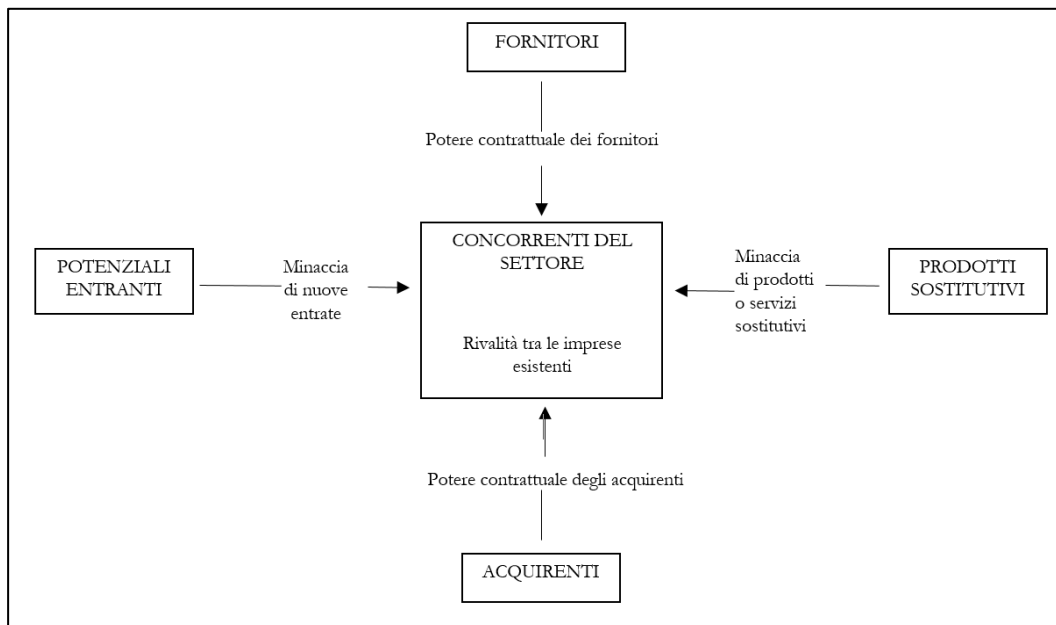 FORNITORI
Potere contrattuale dei fornitori
POTENZIALI
ENTRANTI
Minaccia
di nuove
entrate
CONCORRENTI DEL
SETTORE
Rivalità tra le imprese
esistenti
Minaccia
di prodotti
o servizi
sostitutivi
PRODOTTI
SOSTITUTIVI
Potere contrattuale degli acquirenti
ACQUIRENTI